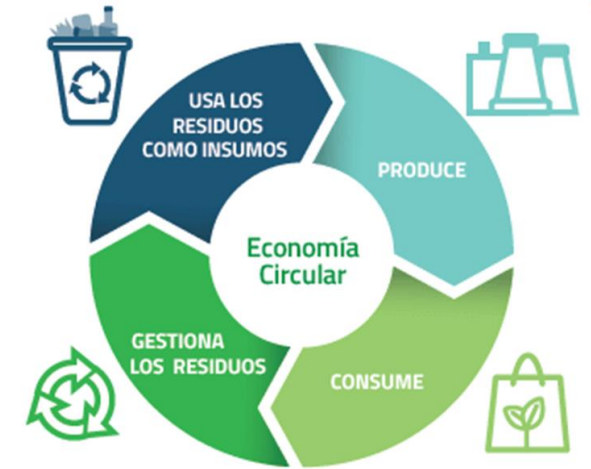 USA LOS
RESIDUOS
COMO INSUMOS
PRODUCE
Economía
Circular
GESTIONA
LOS RESIDUOS
CONSUME